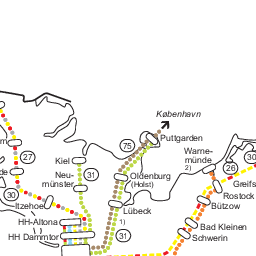 København
Puttgarden
75
Warne-
münde
2)
30
27
Kiel
26
de
Neu-
münster
31
Oldenburg
(Holst)
Greifs
Rostock
30
1)
Itzehoe
Lübeck
Bützow
HH-Altona
Bad Kleinen
HH Dammtor
31
Schwerin